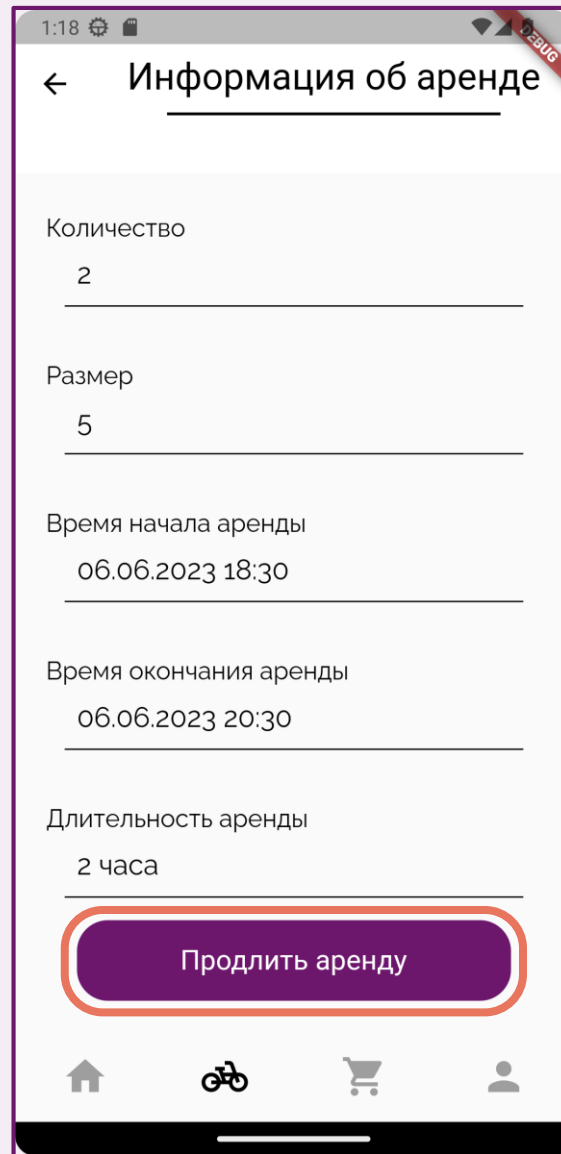 1:18
DEBUG
Информация об аренде
Количество
2
Размер
5
Время начала аренды
06.06.2023 18:30
Время окончания аренды
06.06.2023 20:30
Длительность аренды
2 часа
Продлить аренду